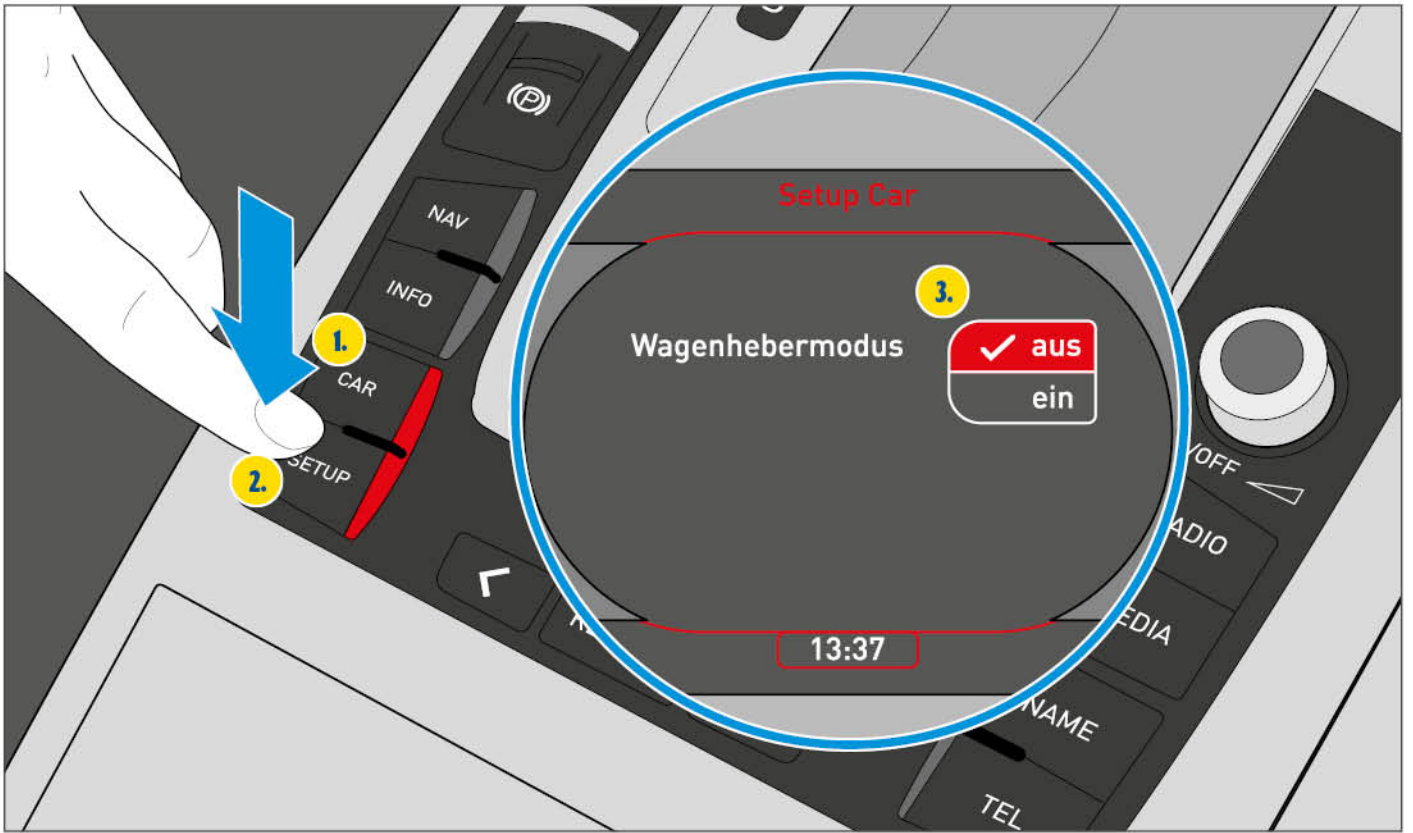 NAV
INFO
1.
CAR
2.
SETUP
Setup Car
3.
Wagenhebermodus
aus
ein
13:37
/OFF
ADIO
EDIA
NAME
TEL